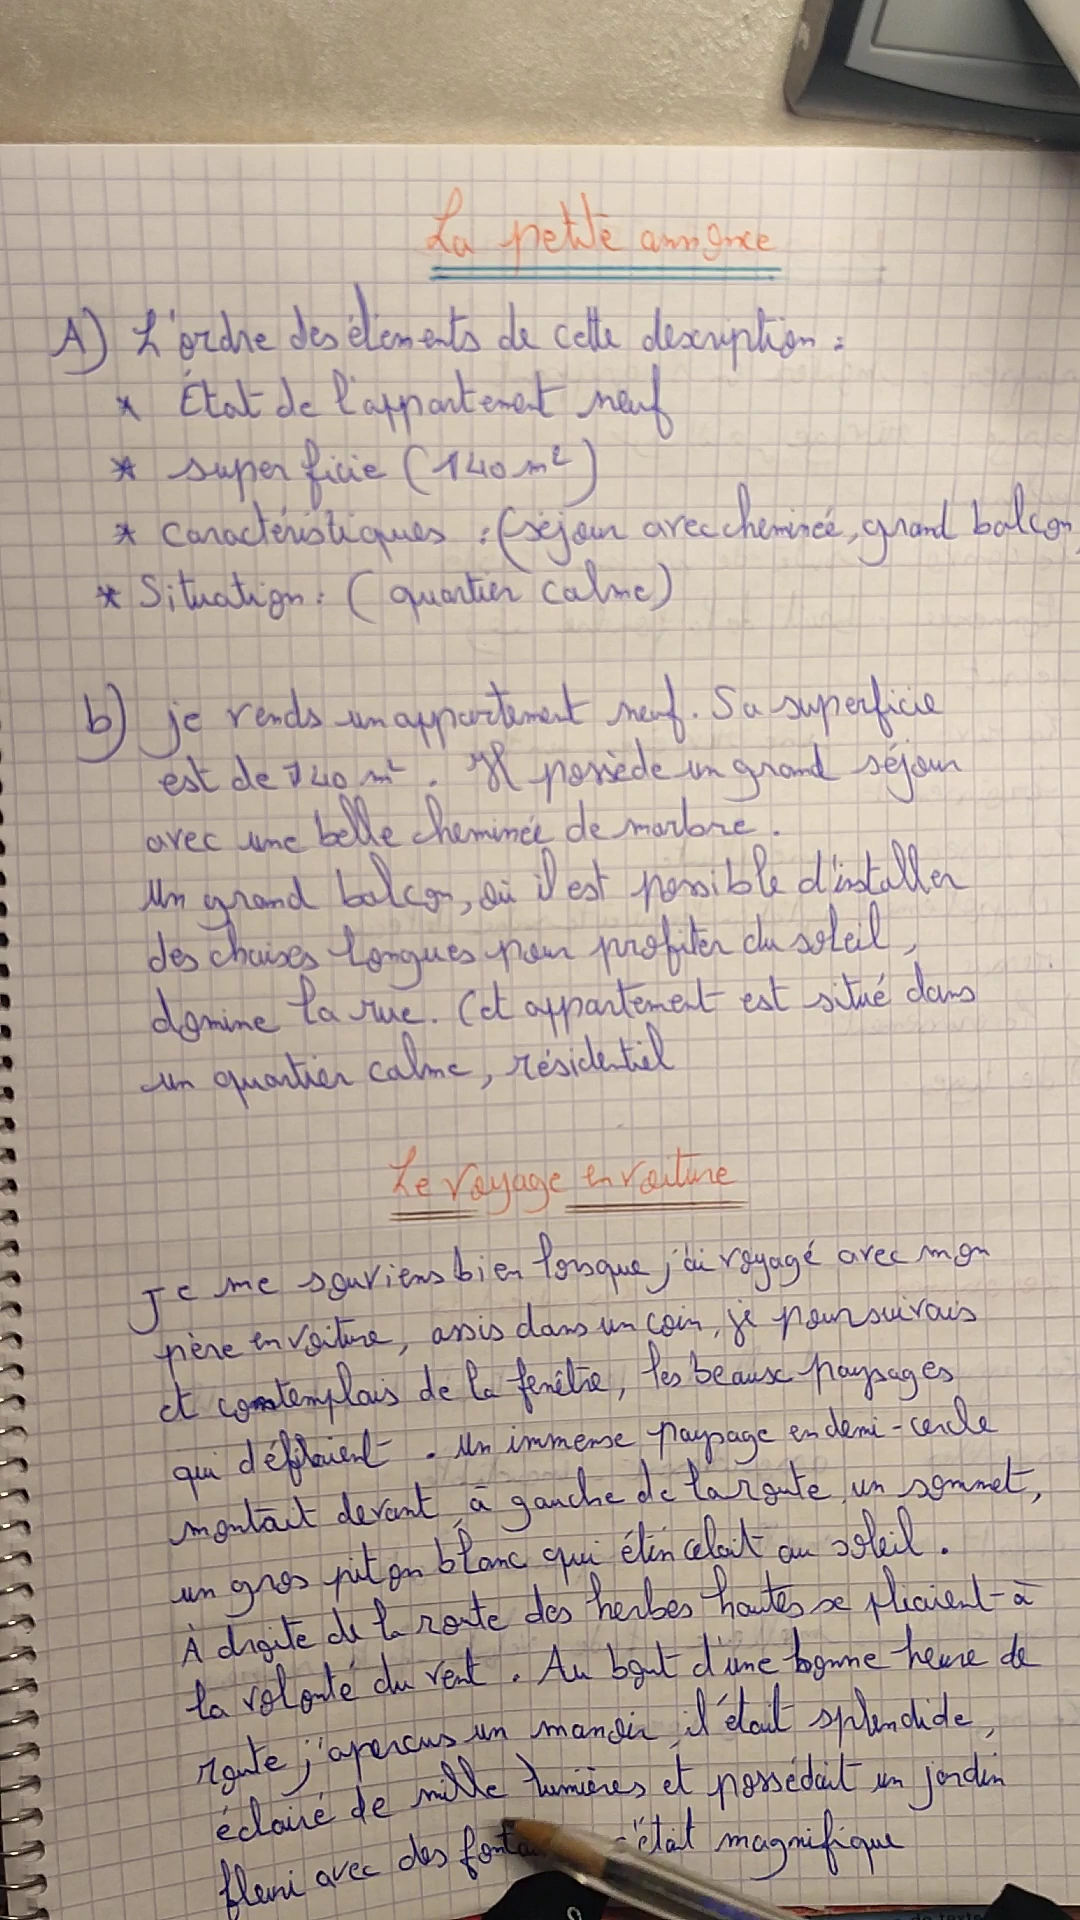 La petite annonce
A) L'ordre des éléments de cette description :
* État de l'appartement neuf
* superficie (140 m²)
* Caractéristiques : (séjour avec cheminée, grand balcon,
* Situation : (quartier calme)
b) je vends un appartement neuf. Sa superficie
est de 140 m². Il possède un grand séjour
avec une belle cheminée de marbre.
Un grand balcon, où il est possible d'installer
des chaises longues pour profiter du soleil,
domine la rue. Cet appartement est situé dans
un quartier calme, résidentiel
Le voyage en voiture
Je me souviens bien lorsque j'ai voyagé avec mon
père en voiture, assis dans un coin, je poursuivais
et contemplais de la fenêtre, les beaux paysages
qui défilaient. Un immense paysage en demi-cercle
montait devant, à gauche de la route, un sommet,
un gros piton blanc qui étincelait au soleil.
À droite de la route des herbes hautes se pliaient à
la volonté du vent. Au bout d'une bonne heure de
route j'aperçus un manoir, il était splendide,
éclairé de mille lumières et possédait un jardin
fleuri avec des c'était magnifique